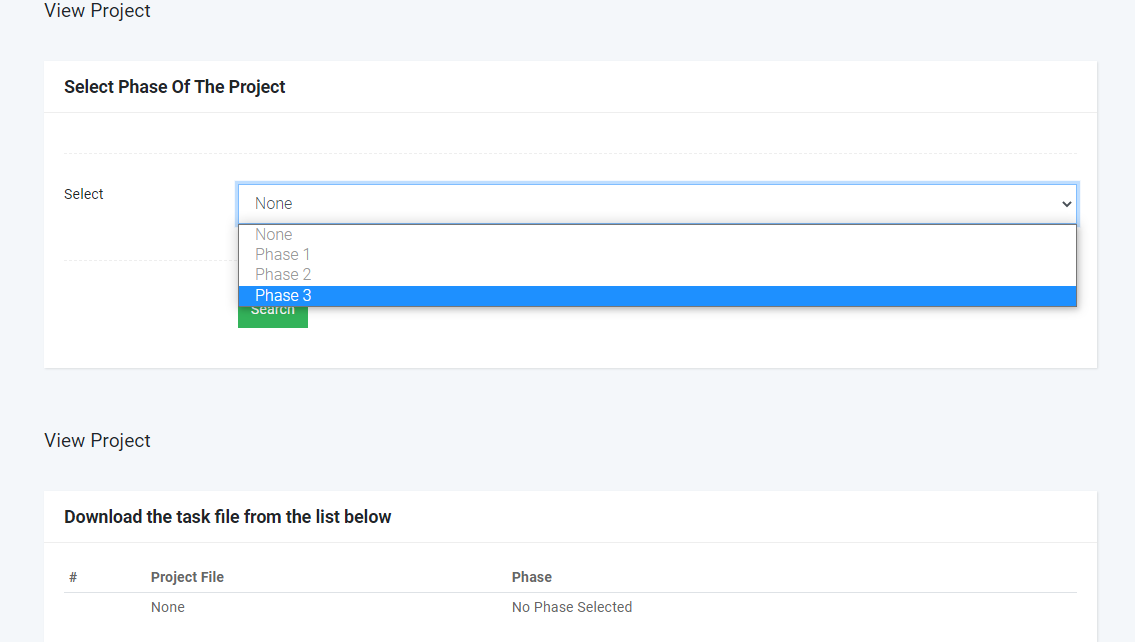 View Project
Select Phase Of The Project
Select
None
None
Phase 1
Phase 2
Phase 3
Search
View Project
Download the task file from the list below
# Project File Phase
None No Phase Selected